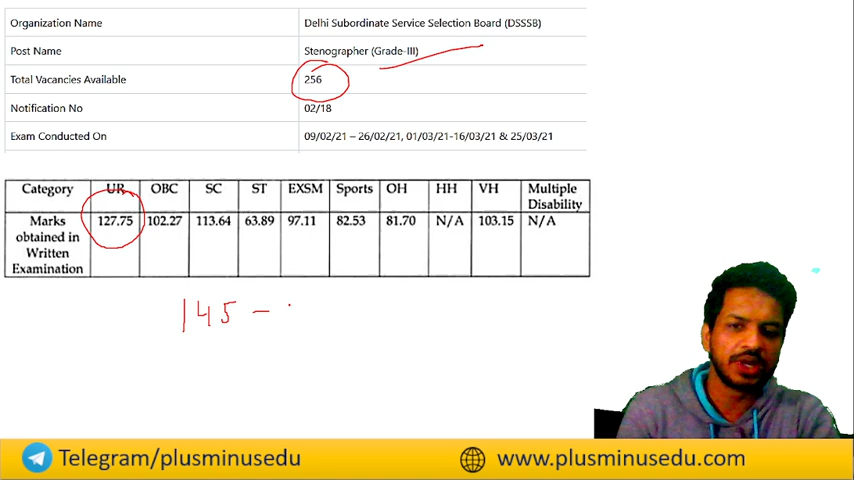 Organization Name Delhi Subordinate Service Selection Board (DSSSB)
Post Name Stenographer (Grade-III)
Total Vacancies Available 256
Notification No 02/18
Exam Conducted On 09/02/21 – 26/02/21, 01/03/21-16/03/21 & 25/03/21
Category UR OBC SC ST EXSM Sports OH HH VH Multiple Disability
Marks obtained in Written Examination 127.75 102.27 113.64 63.89 97.11 82.53 81.70 N/A 103.15 N/A
145 -
Telegram/plusminusedu www.plusminusedu.com